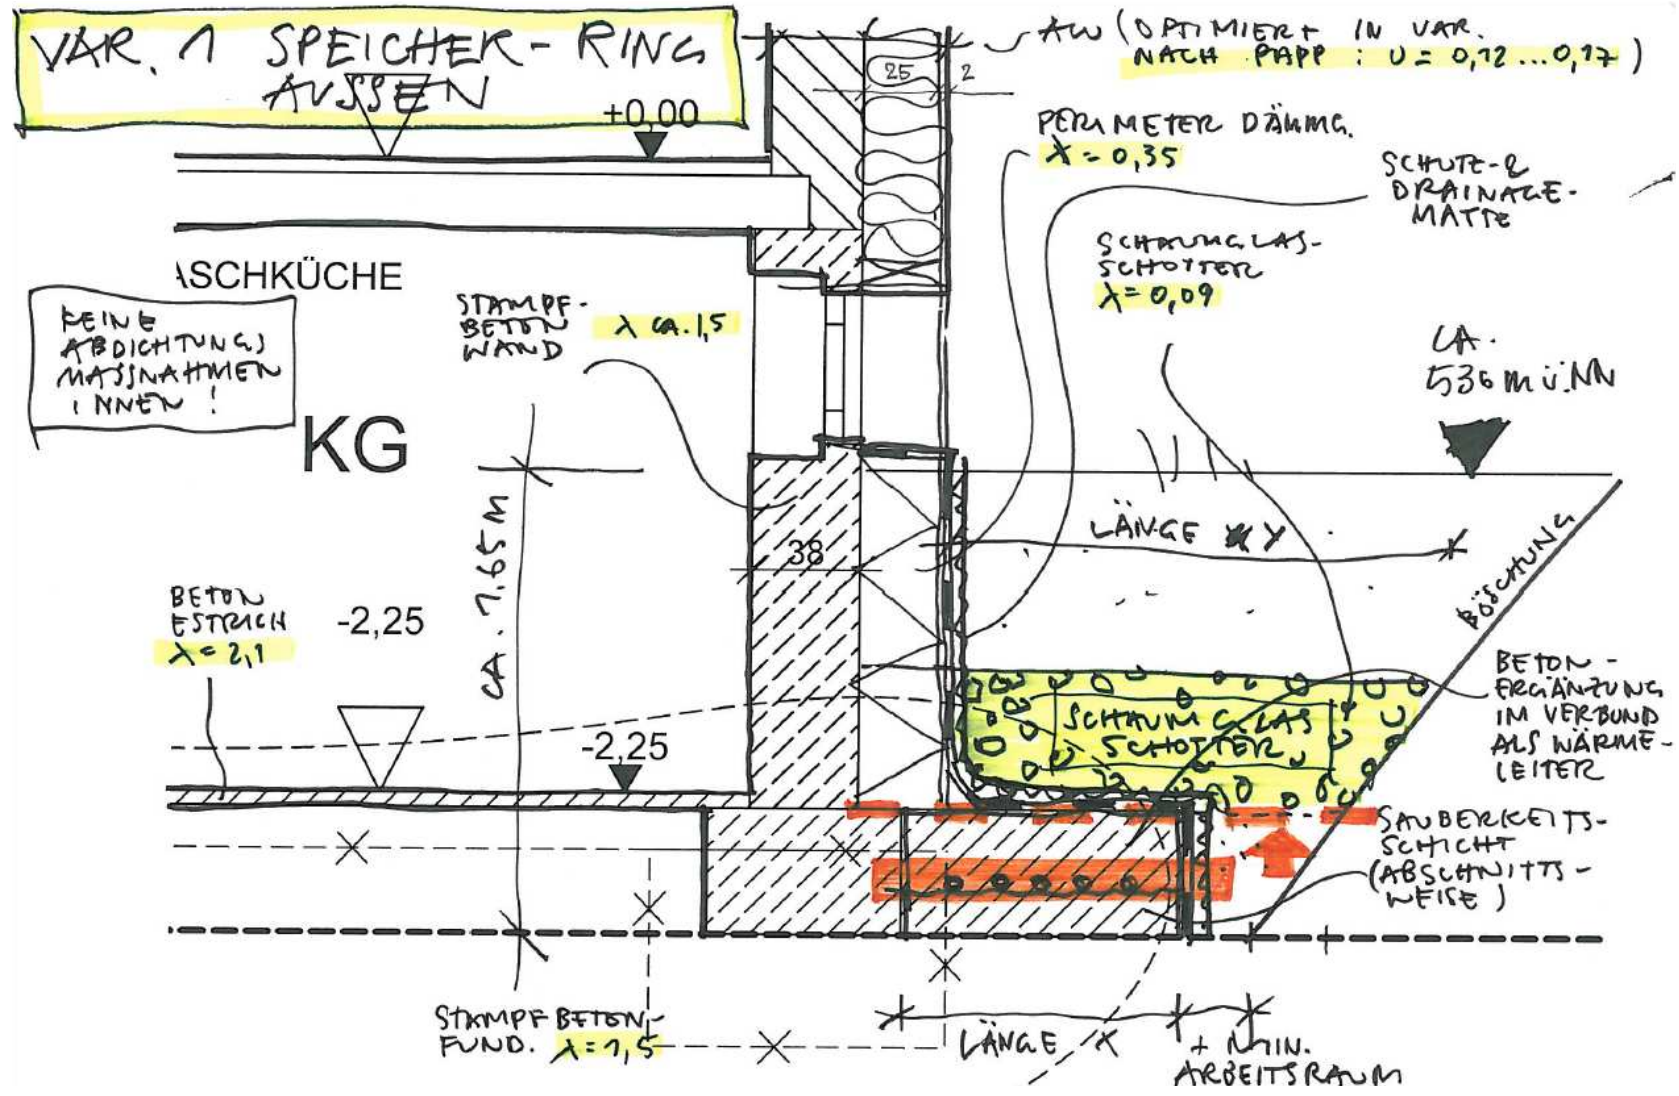 VAR. 1 SPEICHER-RING
AUSSEN
+0,00
25
2
AW (OPTIMIERT IN VAR.
NACH PAPP : U = 0,12...0,17)
PERIMETER DÄMMG.
λ = 0,35
SCHUTZ- &
DRAINAGE-
MATTE
SCHAUMGLAS-
SCHOTTER
λ = 0,09
ASCHKÜCHE
KEINE
ABDICHTUNGS
MASSNAHMEN
INNEN !
STAMPF-
BETON
WAND
λ CA. 1,5
KG
CA.
536 m ü.NN
CA. 1.65 M
38
LÄNGE Y
BÖSCHUNG
BETON
ESTRICH
λ = 2,1
-2,25
-2,25
SCHAUMGLAS
SCHOTTER
BETON-
ERGÄNZUNG
IM VERBUND
ALS WÄRME-
LEITER
SAUBERKEITS-
SCHICHT
(ABSCHNITTS-
WEISE)
STAMPFBETON-
FUND. λ = 1,5
LÄNGE X
+ MIN.
ARBEITSRAUM